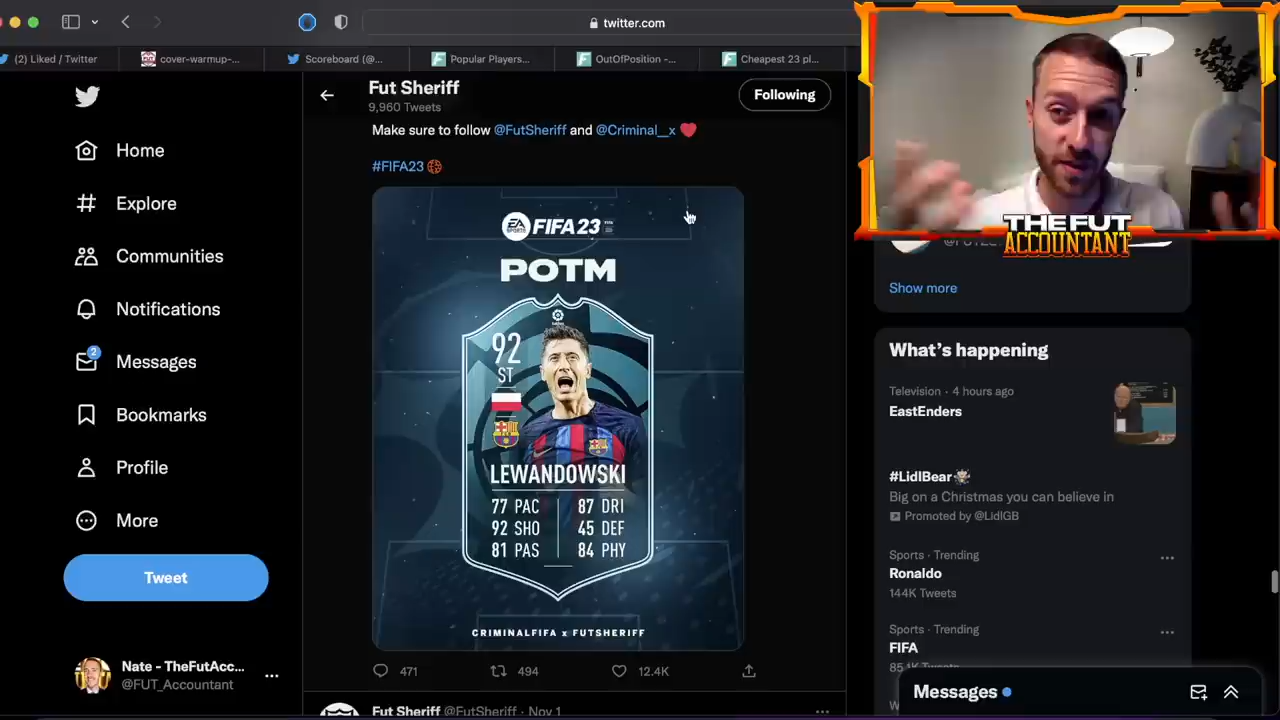 twitter.com
(2) Liked / Twitter
cover-warmup-...
Scoreboard (@...
Popular Players...
OutOfPosition -...
Cheapest 23 pl...
Home
Explore
Communities
Notifications
2
Messages
Bookmarks
Profile
More
Tweet
Nate - TheFutAcc...
@FUT_Accountant
Fut Sheriff
9,960 Tweets
Following
Make sure to follow @FutSheriff and @Criminal__x
#FIFA23
EA SPORTS FIFA 23
POTM
92
ST
LEWANDOWSKI
77 PAC 87 DRI
92 SHO 45 DEF
81 PAS 84 PHY
CRIMINALFIFA x FUTSHERIFF
471 494 12.4K
Fut Sheriff @FutSheriff · Nov 1
THE FUT
ACCOUNTANT
Show more
What's happening
Television · 4 hours ago
EastEnders
#LidlBear
Big on a Christmas you can believe in
Promoted by @LidlGB
Sports · Trending
Ronaldo
144K Tweets
Sports · Trending
FIFA
Messages